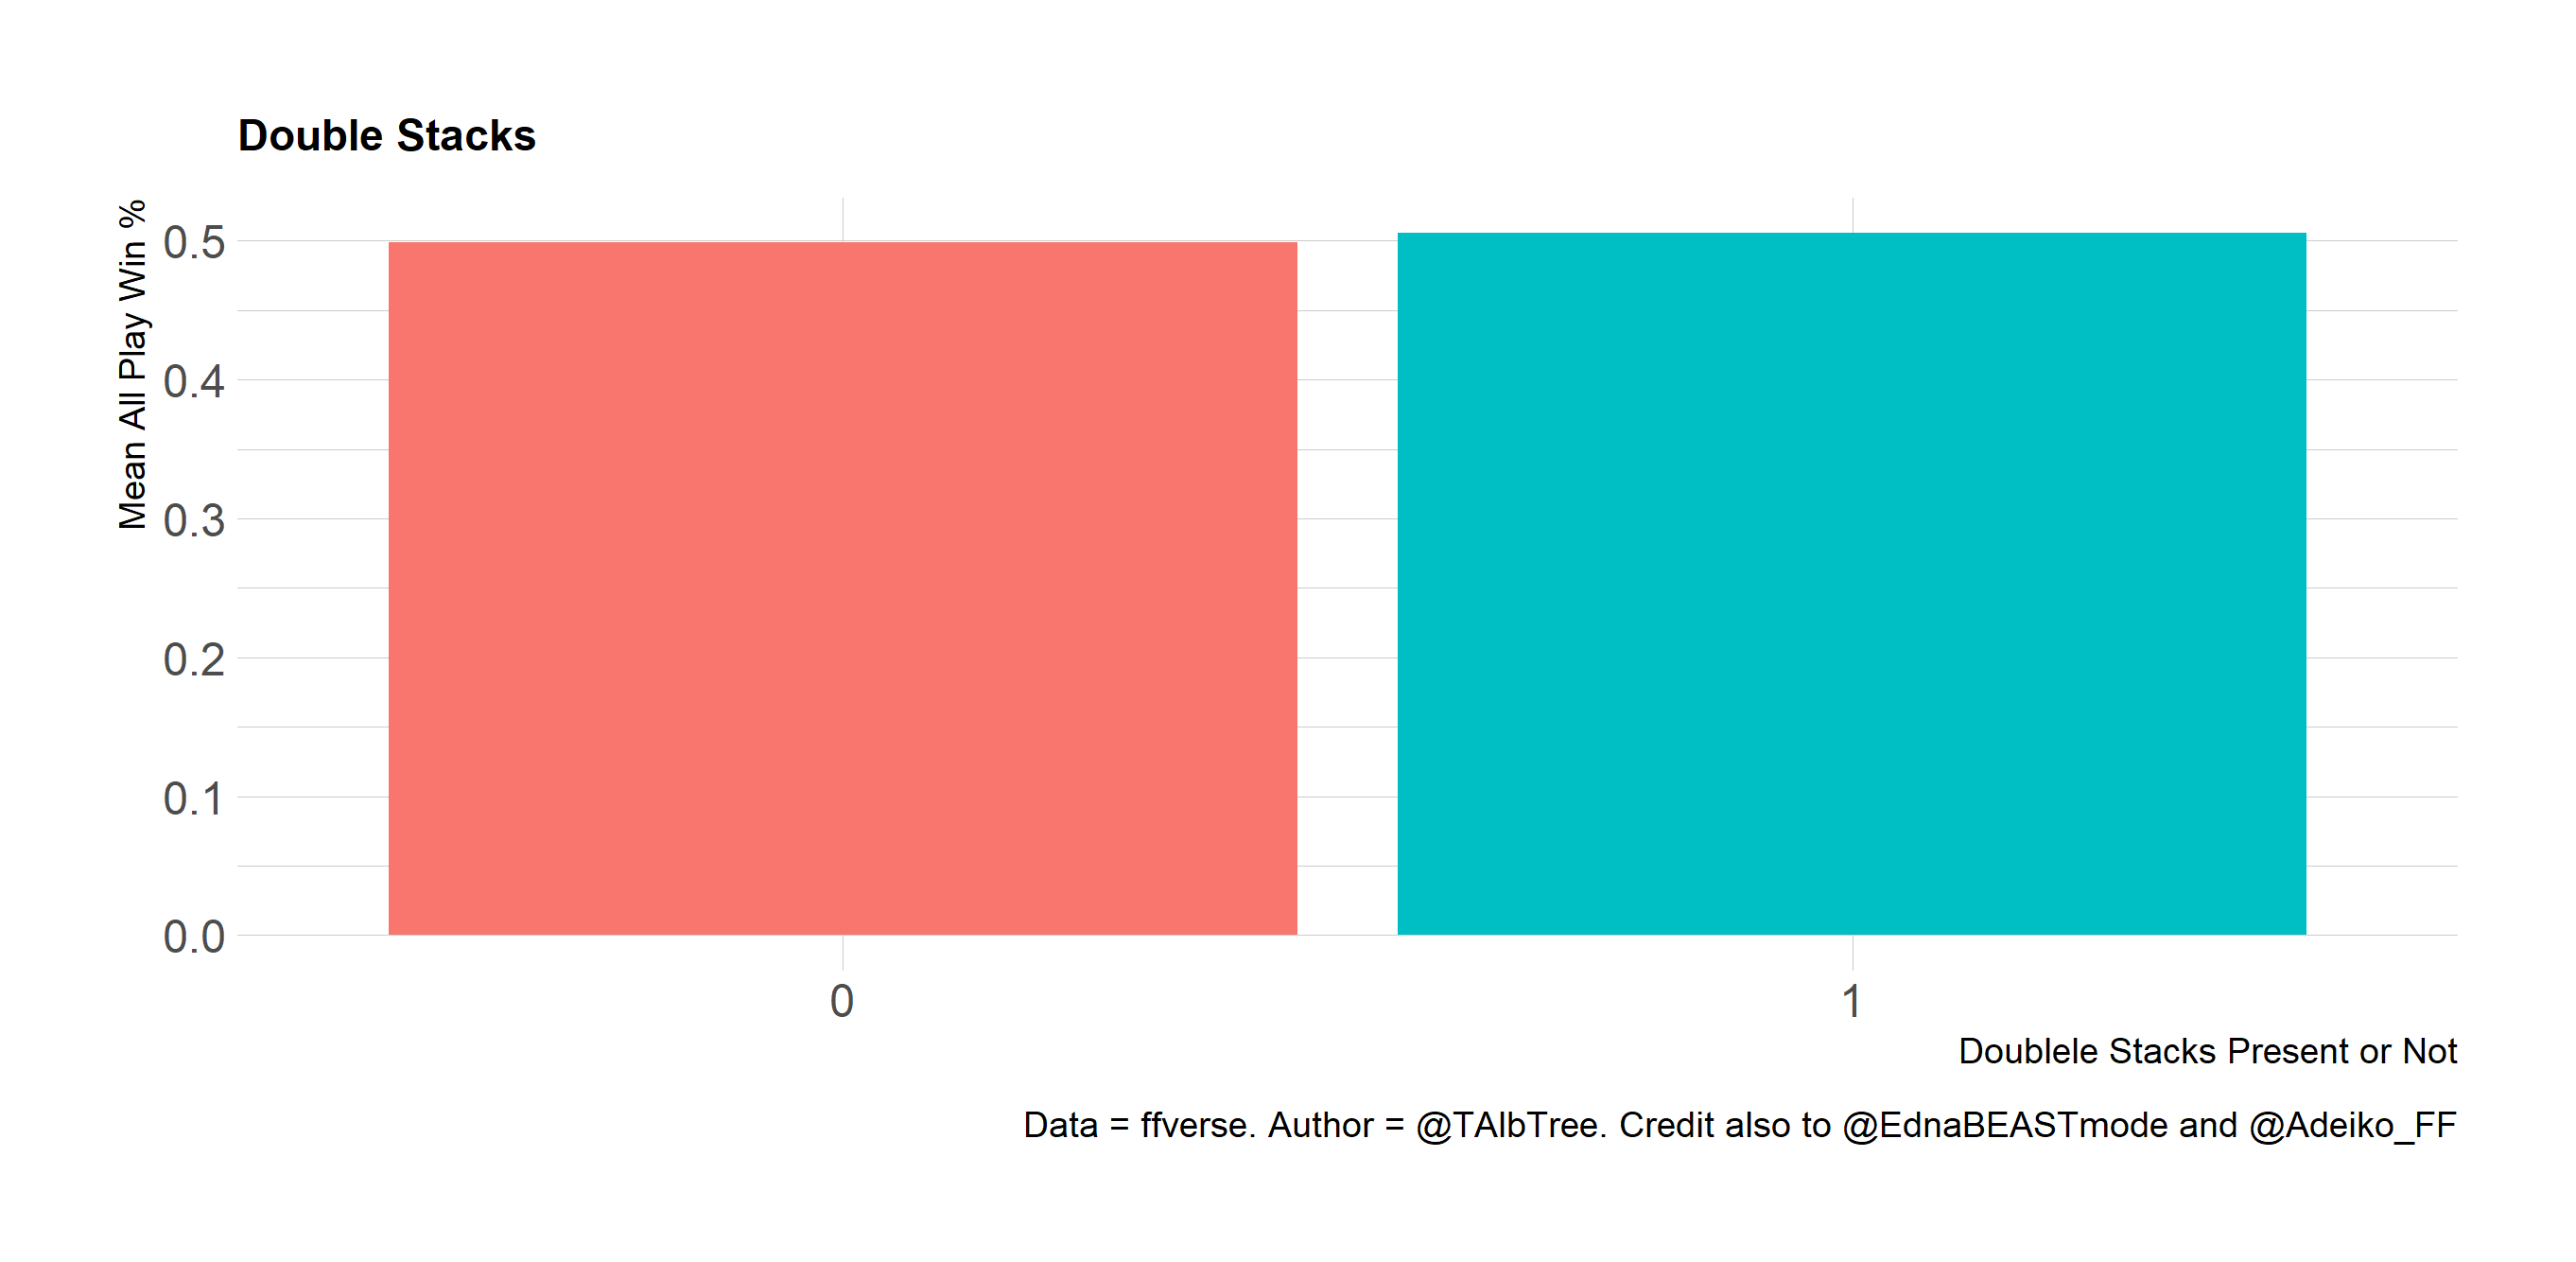 Double Stacks
Mean All Play Win %
0.5
0.4
0.3
0.2
0.1
0.0
0
1
Doublele Stacks Present or Not
Data = ffverse. Author = @TAlbTree. Credit also to @EdnaBEASTmode and @Adeiko_FF